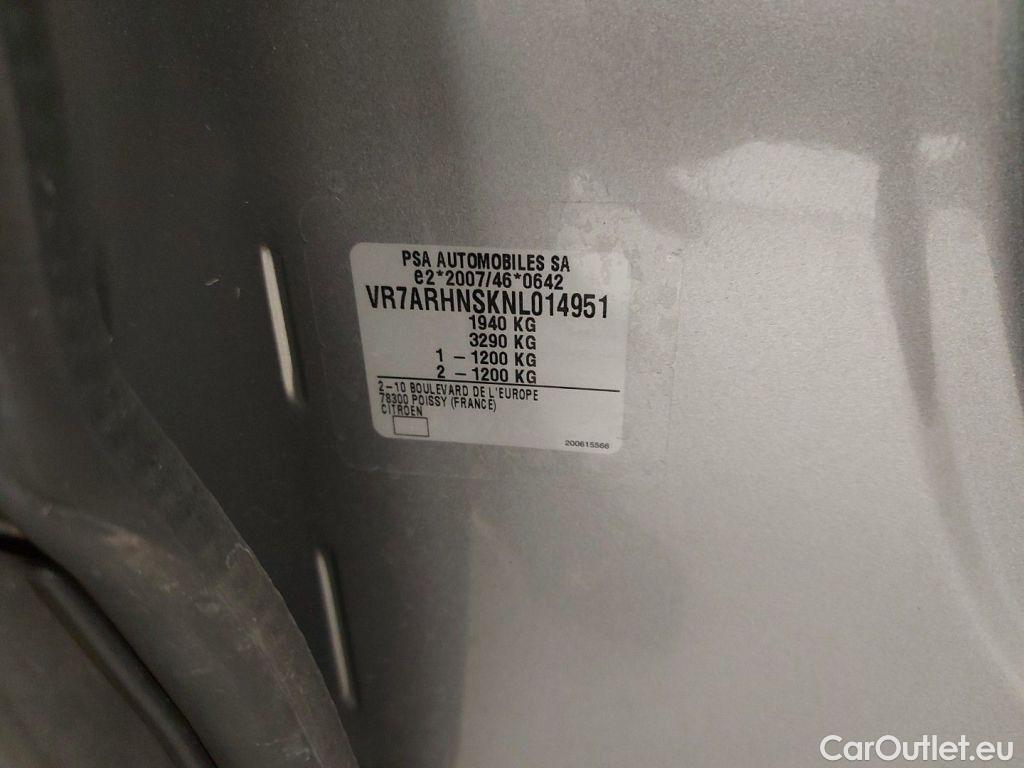 PSA AUTOMOBILES SA
e2*2007/46*0642
VR7ARHNSKNL014951
1940 KG
3290 KG
1 - 1200 KG
2 - 1200 KG
2-10 BOULEVARD DE L'EUROPE
78300 POISSY (FRANCE)
CITROEN
200615566
CarOutlet.eu